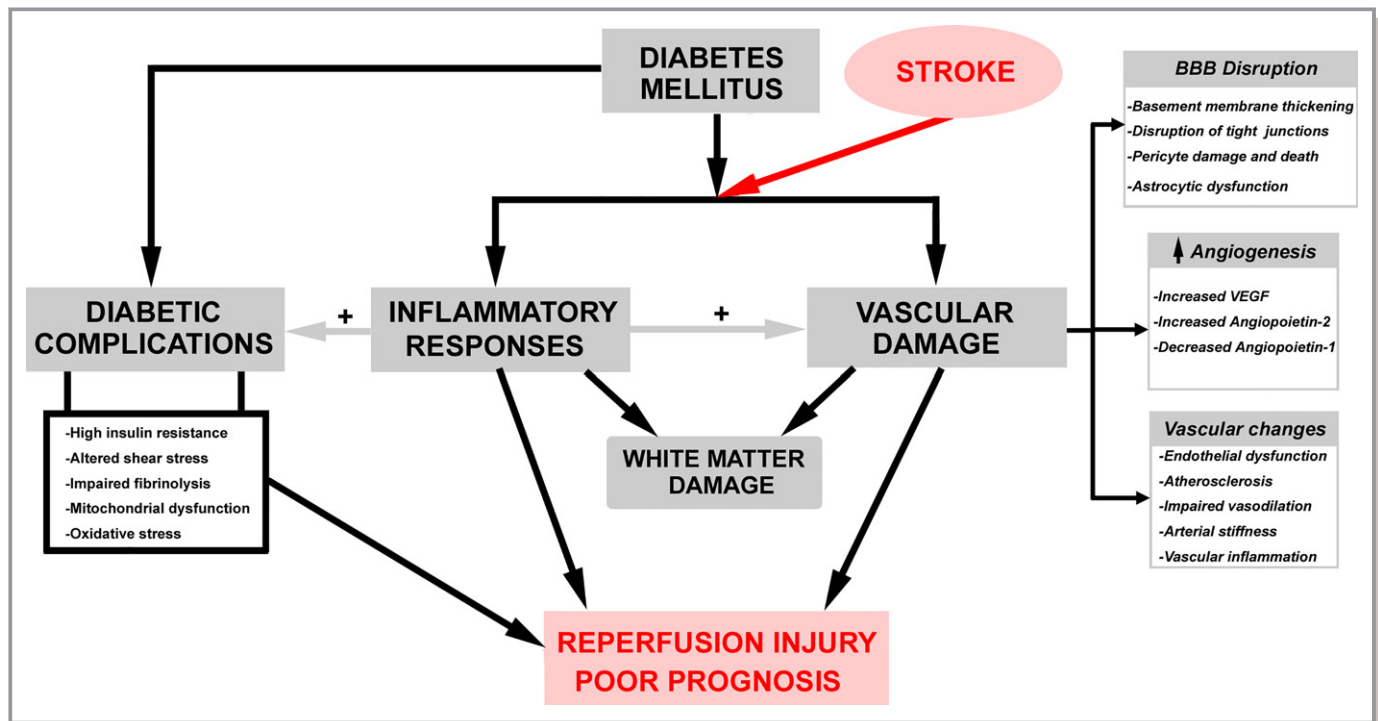 DIABETES
MELLITUS
STROKE
DIABETIC
COMPLICATIONS
+
INFLAMMATORY
RESPONSES
+
VASCULAR
DAMAGE
-High insulin resistance
-Altered shear stress
-Impaired fibrinolysis
-Mitochondrial dysfunction
-Oxidative stress
WHITE MATTER
DAMAGE
REPERFUSION INJURY
POOR PROGNOSIS
BBB Disruption
-Basement membrane thickening
-Disruption of tight junctions
-Pericyte damage and death
-Astrocytic dysfunction
Angiogenesis
-Increased VEGF
-Increased Angiopoietin-2
-Decreased Angiopoietin-1
Vascular changes
-Endothelial dysfunction
-Atherosclerosis
-Impaired vasodilation
-Arterial stiffness
-Vascular inflammation